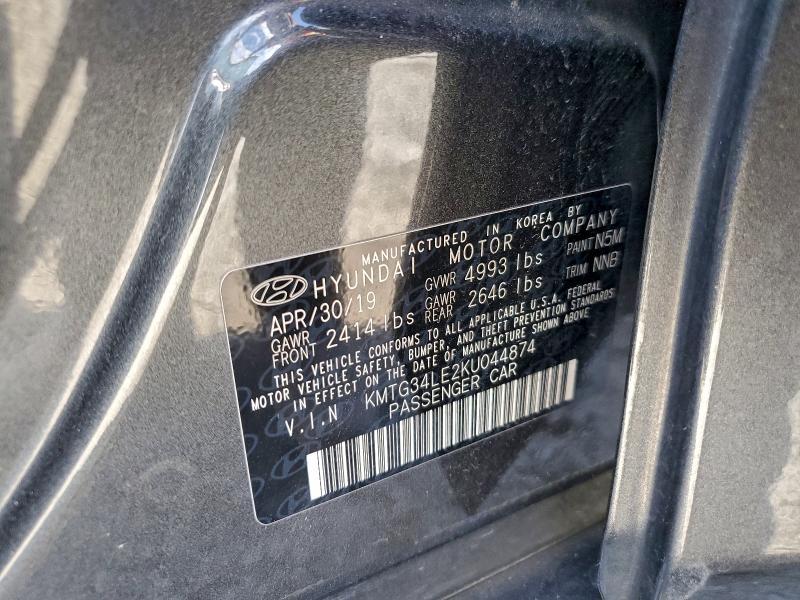 MANUFACTURED IN KOREA BY
HYUNDAI MOTOR COMPANY
APR/30/19 GVWR 4993 lbs PAINT N5M
GAWR FRONT 2414 lbs GAWR REAR 2646 lbs TRIM NNB
THIS VEHICLE CONFORMS TO ALL APPLICABLE U.S.A. FEDERAL
MOTOR VEHICLE SAFETY, BUMPER, AND THEFT PREVENTION STANDARDS
IN EFFECT ON THE DATE OF MANUFACTURE SHOWN ABOVE
V.I.N KMTG34LE2KU044874
PASSENGER CAR